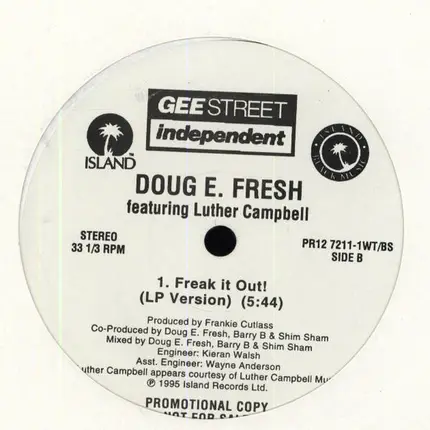 GEE STREET
independent
ISLAND™
ISLAND
BLACK MUSIC
DOUG E. FRESH
featuring Luther Campbell
STEREO
33 1/3 RPM
PR12 7211-1WT/BS
SIDE B
1. Freak it Out!
(LP Version) (5:44)
Produced by Frankie Cutlass
Co-Produced by Doug E. Fresh, Barry B & Shim Sham
Mixed by Doug E. Fresh, Barry B & Shim Sham
Engineer: Kieran Walsh
Asst. Engineer: Wayne Anderson
Luther Campbell appears courtesy of Luther Campbell
℗ 1995 Island Records Ltd.
PROMOTIONAL COPY
NOT FOR